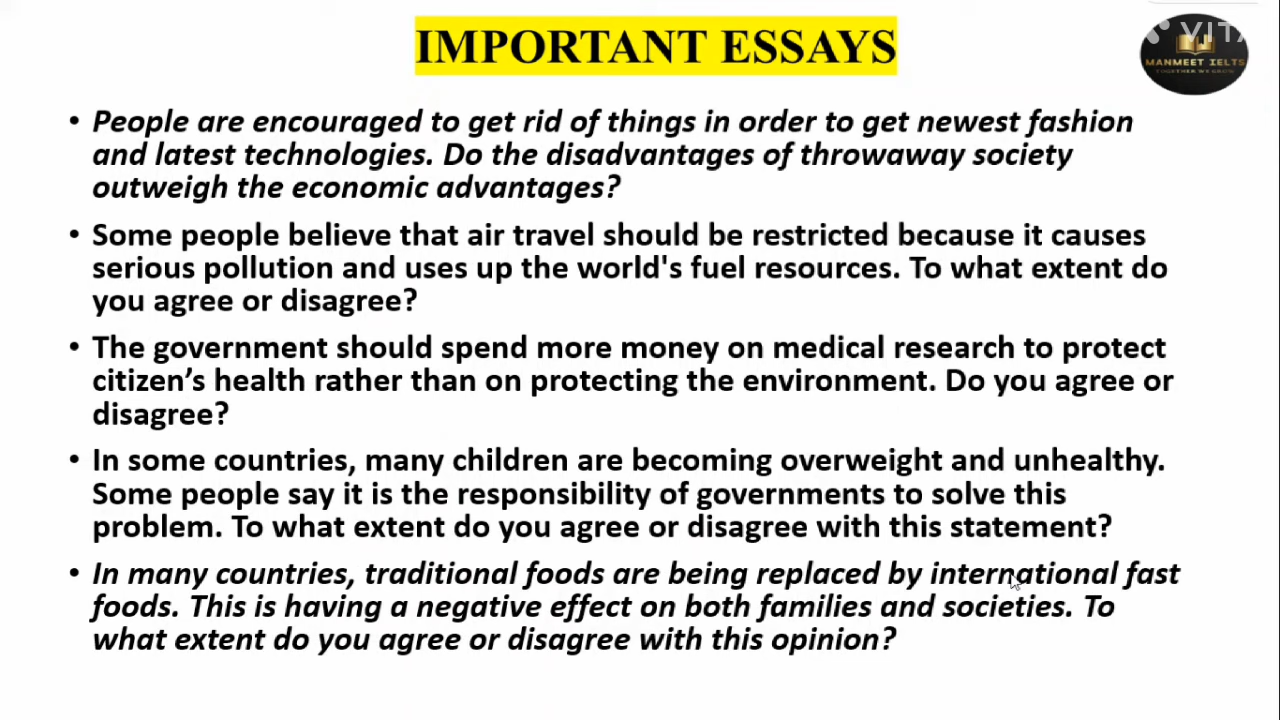 IMPORTANT ESSAYS
VITA
MANMEET IELTS
TOGETHER WE GROW
• People are encouraged to get rid of things in order to get newest fashion
and latest technologies. Do the disadvantages of throwaway society
outweigh the economic advantages?
• Some people believe that air travel should be restricted because it causes
serious pollution and uses up the world's fuel resources. To what extent do
you agree or disagree?
• The government should spend more money on medical research to protect
citizen’s health rather than on protecting the environment. Do you agree or
disagree?
• In some countries, many children are becoming overweight and unhealthy.
Some people say it is the responsibility of governments to solve this
problem. To what extent do you agree or disagree with this statement?
• In many countries, traditional foods are being replaced by international fast
foods. This is having a negative effect on both families and societies. To
what extent do you agree or disagree with this opinion?